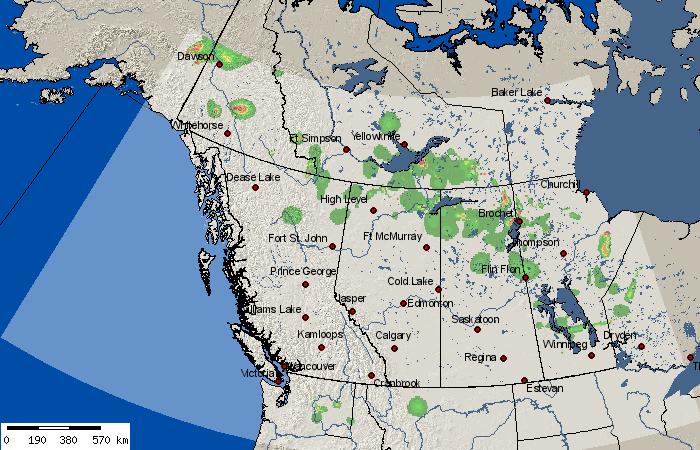 Dawson
Baker Lake
Whitehorse
Ft Simpson
Yellowknife
Dease Lake
Churchill
High Level
Brochet
Fort St. John
Ft McMurray
Thompson
Prince George
Flin Flon
Cold Lake
Jasper
Edmonton
Williams Lake
Saskatoon
Kamloops
Calgary
Winnipeg
Dryden
Regina
Vancouver
Victoria
Cranbrook
Estevan
0 190 380 570 km